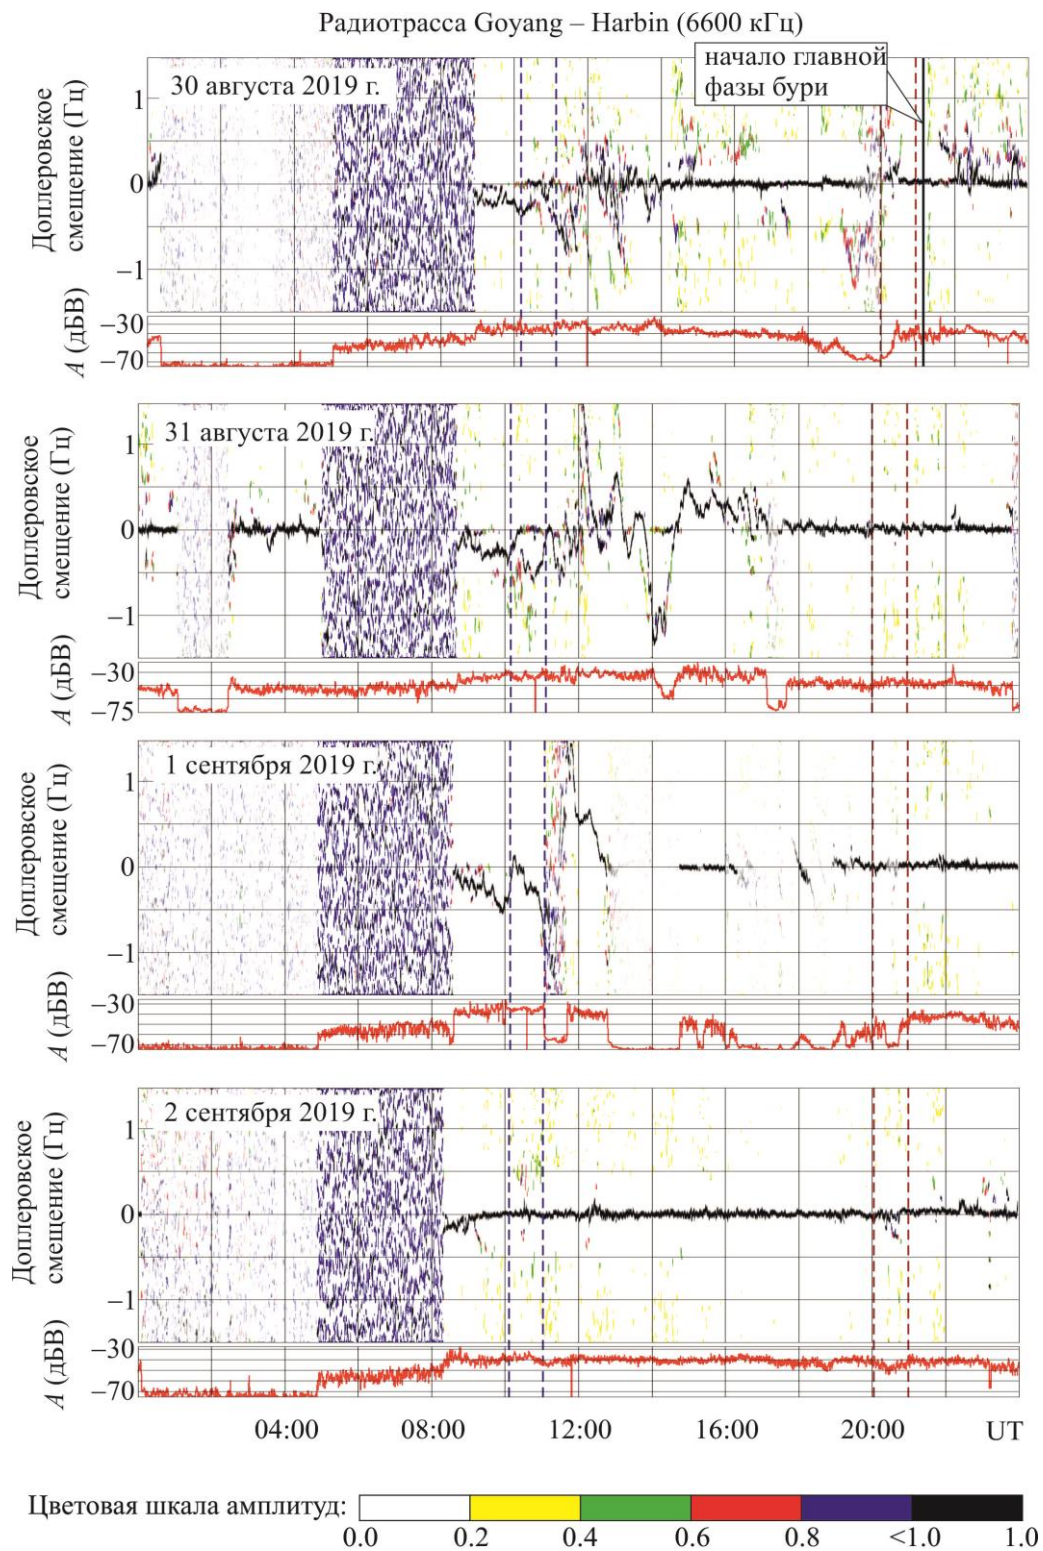 Радиотрасса Goyang – Harbin (6600 кГц)
начало главной
фазы бури
30 августа 2019 г.
Доплеровское
смещение (Гц)
1
0
–1
A (дБВ)
–30
–70
31 августа 2019 г.
Доплеровское
смещение (Гц)
1
0
–1
A (дБВ)
–30
–75
1 сентября 2019 г.
Доплеровское
смещение (Гц)
1
0
–1
A (дБВ)
–30
–70
2 сентября 2019 г.
Доплеровское
смещение (Гц)
1
0
–1
A (дБВ)
–30
–70
04:00 08:00 12:00 16:00 20:00 UT
Цветовая шкала амплитуд:
0.0 0.2 0.4 0.6 0.8 <1.0 1.0